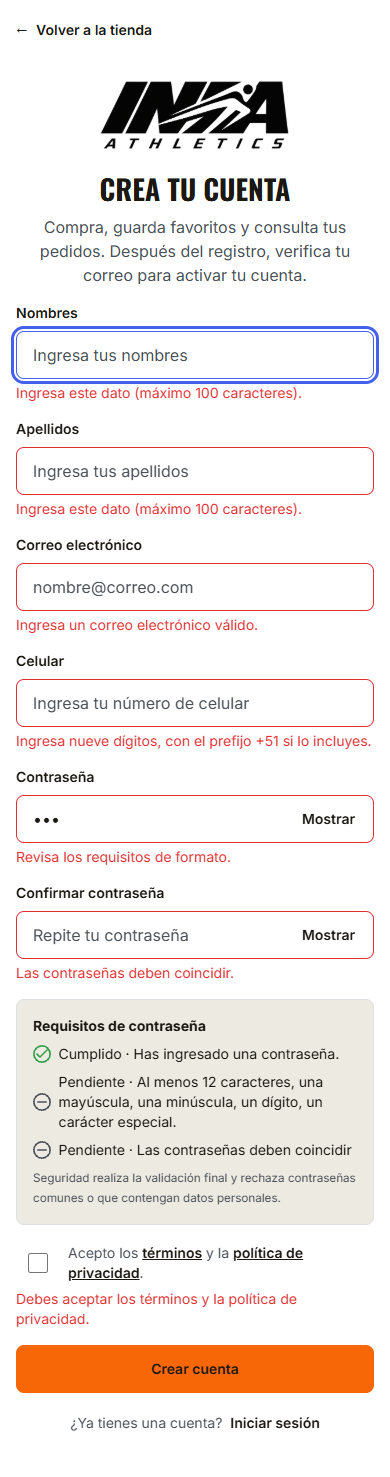 ← Volver a la tienda
INTA
ATHLETICS
CREA TU CUENTA
Compra, guarda favoritos y consulta tus
pedidos. Después del registro, verifica tu
correo para activar tu cuenta.
Nombres
Ingresa tus nombres
Ingresa este dato (máximo 100 caracteres).
Apellidos
Ingresa tus apellidos
Ingresa este dato (máximo 100 caracteres).
Correo electrónico
nombre@correo.com
Ingresa un correo electrónico válido.
Celular
Ingresa tu número de celular
Ingresa nueve dígitos, con el prefijo +51 si lo incluyes.
Contraseña
••• Mostrar
Revisa los requisitos de formato.
Confirmar contraseña
Repite tu contraseña Mostrar
Las contraseñas deben coincidir.
Requisitos de contraseña
Cumplido · Has ingresado una contraseña.
Pendiente · Al menos 12 caracteres, una
mayúscula, una minúscula, un dígito, un
carácter especial.
Pendiente · Las contraseñas deben coincidir
Seguridad realiza la validación final y rechaza contraseñas
comunes o que contengan datos personales.
Acepto los términos y la política de
privacidad.
Debes aceptar los términos y la política de
privacidad.
Crear cuenta
¿Ya tienes una cuenta? Iniciar sesión